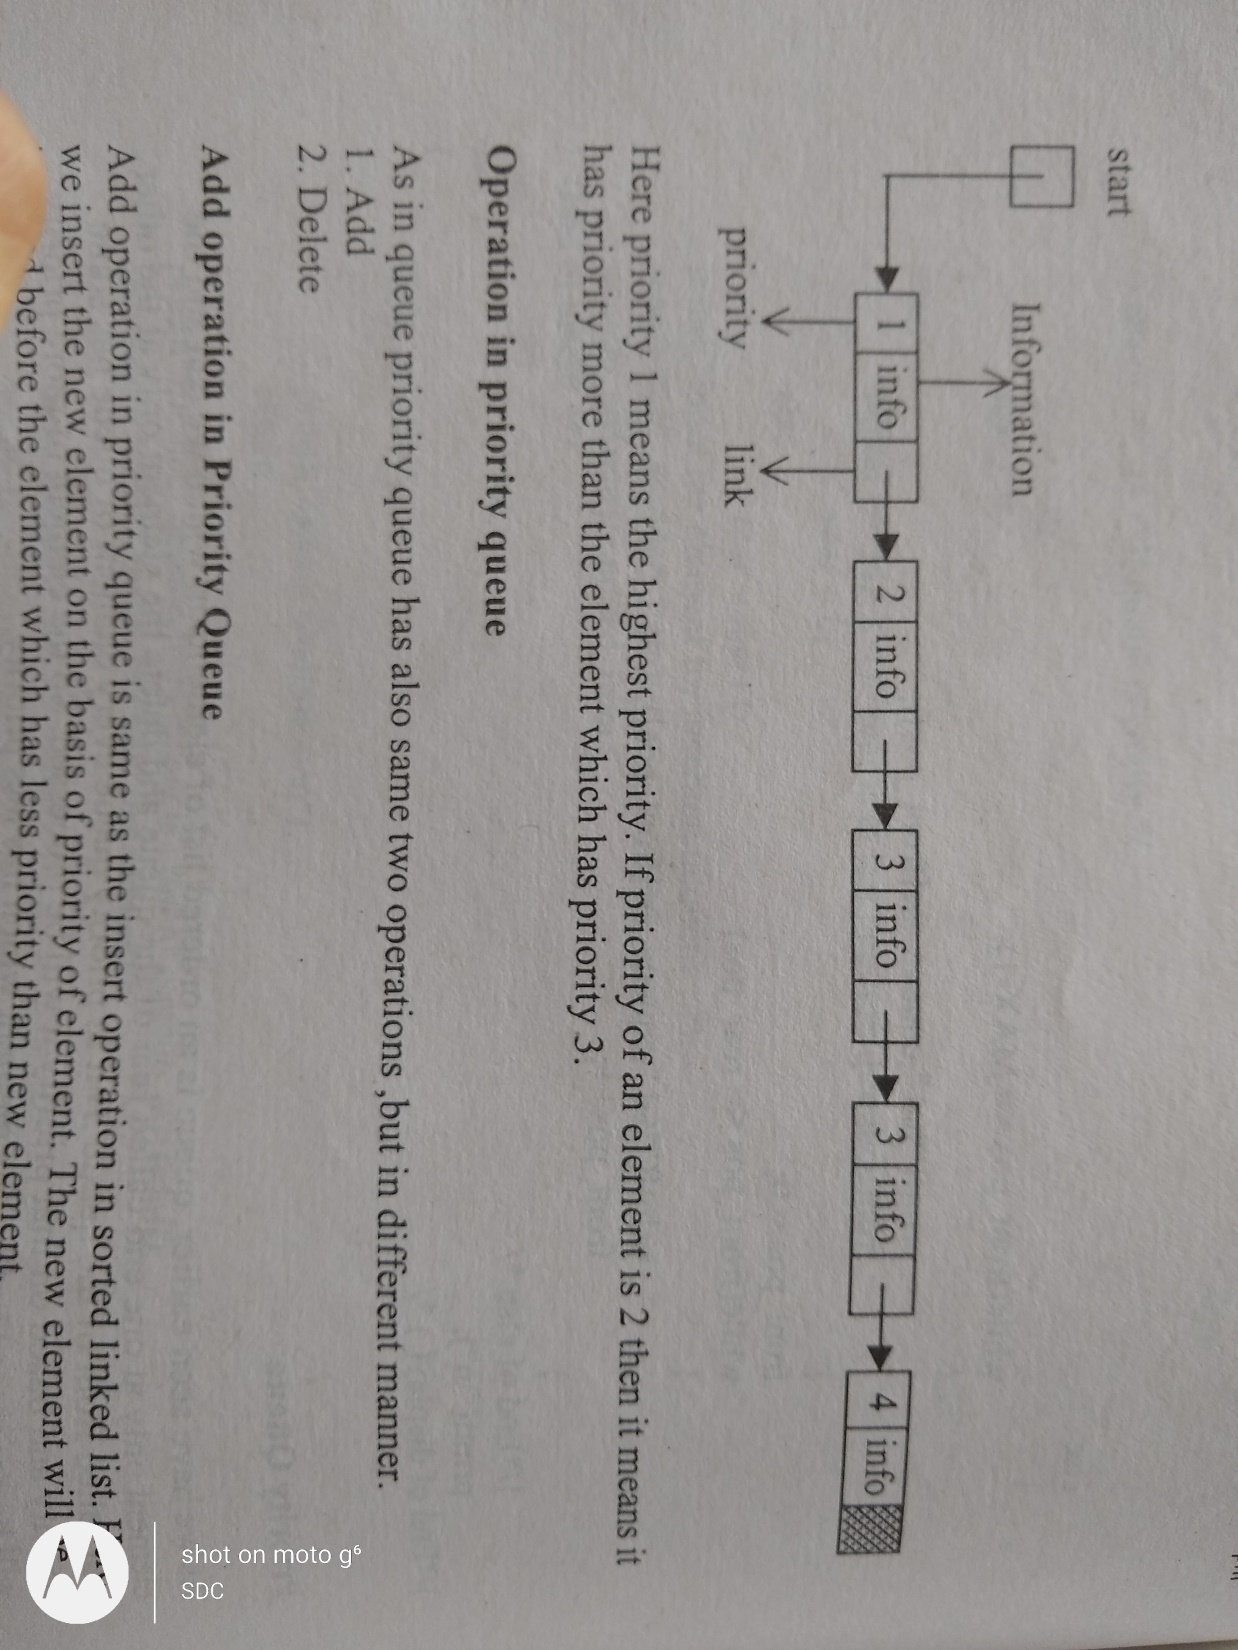 start
Information
1 info 2 info 3 info 3 info 4 info
priority link
Here priority 1 means the highest priority. If priority of an element is 2 then it means it
has priority more than the element which has priority 3.
Operation in priority queue
As in queue priority queue has also same two operations ,but in different manner.
1. Add
2. Delete
Add operation in Priority Queue
Add operation in priority queue is same as the insert operation in sorted linked list.
we insert the new element on the basis of priority of element. The new element will
before the element which has less priority than new element.
shot on moto g⁶
SDC